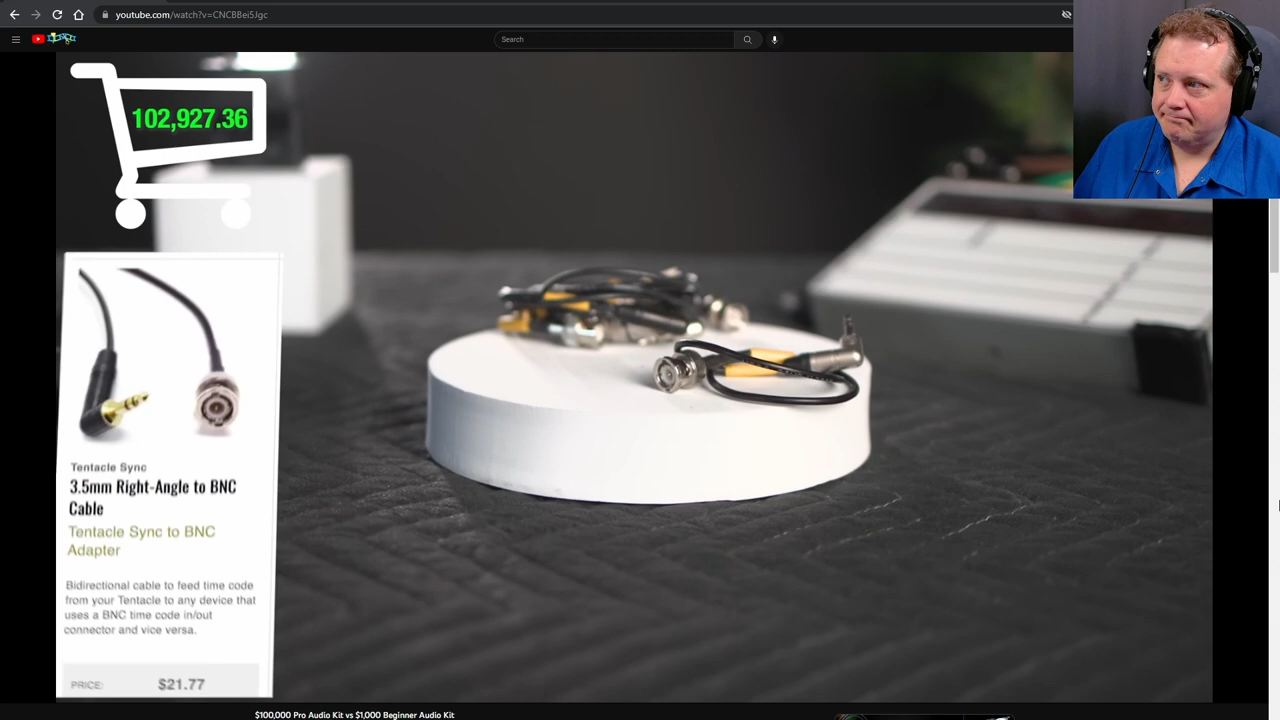 youtube.com/watch?v=CNCBBei5Jgc
Search
102,927.36
Tentacle Sync
3.5mm Right-Angle to BNC
Cable
Tentacle Sync to BNC
Adapter
Bidirectional cable to feed time code
from your Tentacle to any device that
uses a BNC time code in/out
connector and vice versa.
PRICE: $21.77
$100,000 Pro Audio Kit vs $1,000 Beginner Audio Kit